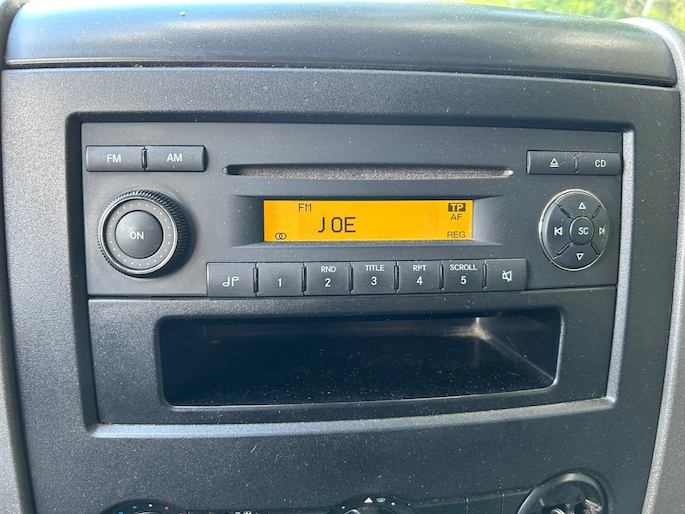 FM AM
CD
FM TP
AF
JOE
REG
ON
SC
1
RND
2
TITLE
3
RPT
4
SCROLL
5